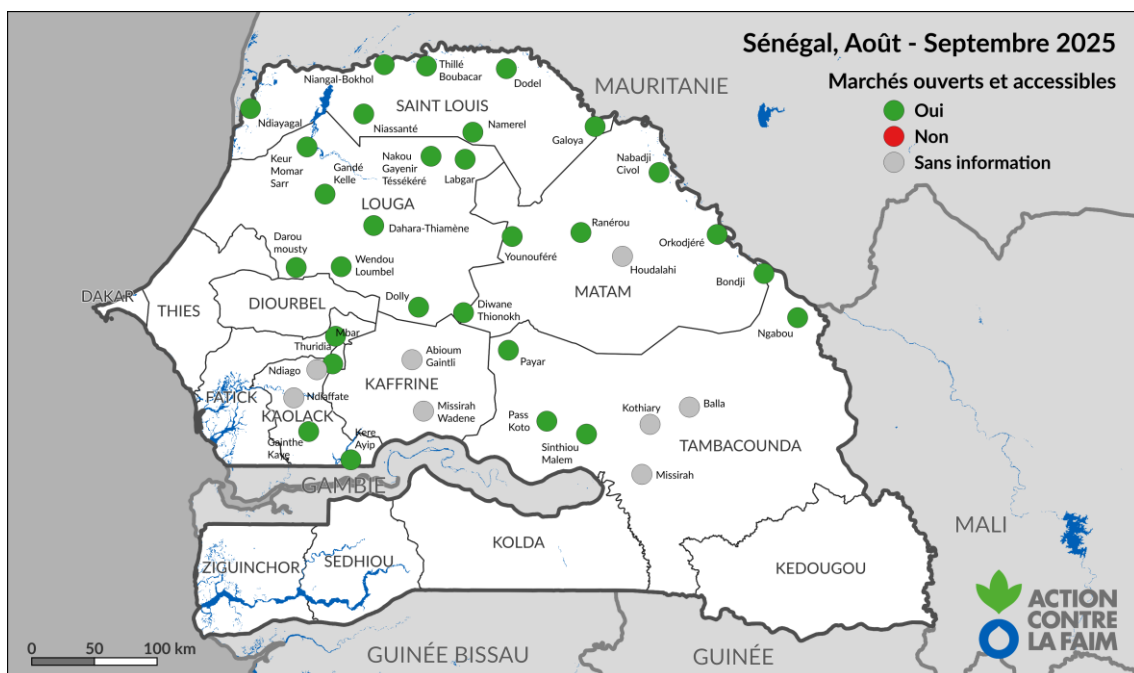 Sénégal, Août - Septembre 2025
Marchés ouverts et accessibles
Oui
Non
Sans information
MAURITANIE
Niangal-Bokhol
Thillé
Boubacar
Dodel
SAINT LOUIS
Ndiayagal
Niassanté
Namerel
Galoya
Keur
Momar
Sarr
Gandé
Kelle
Nakou
Gayenir
Téssékéré
Labgar
Nabadji
Civol
LOUGA
Dahara-Thiamène
Ranérou
Younouféré
Orkodjéré
Houdalahi
Darou
mousty
Wendou
Loumbel
Bondji
MATAM
DAKAR
THIES
DIOURBEL
Dolly
Diwane
Thionokh
Ngabou
Mbar
Thuridia
Ndiago
Abioum
Gaintli
Payar
KAFFRINE
FATICK
Ndiaffate
KAOLACK
Missirah
Wadene
Pass
Koto
Kothiary
Balla
Gainthe
Kaye
Kere
Ayip
Sinthiou
Malem
TAMBACOUNDA
Missirah
GAMBIE
MALI
KOLDA
ZIGUINCHOR
SEDHIOU
KEDOUGOU
GUINÉE BISSAU
GUINÉE
0 50 100 km
ACTION
CONTRE
LA FAIM